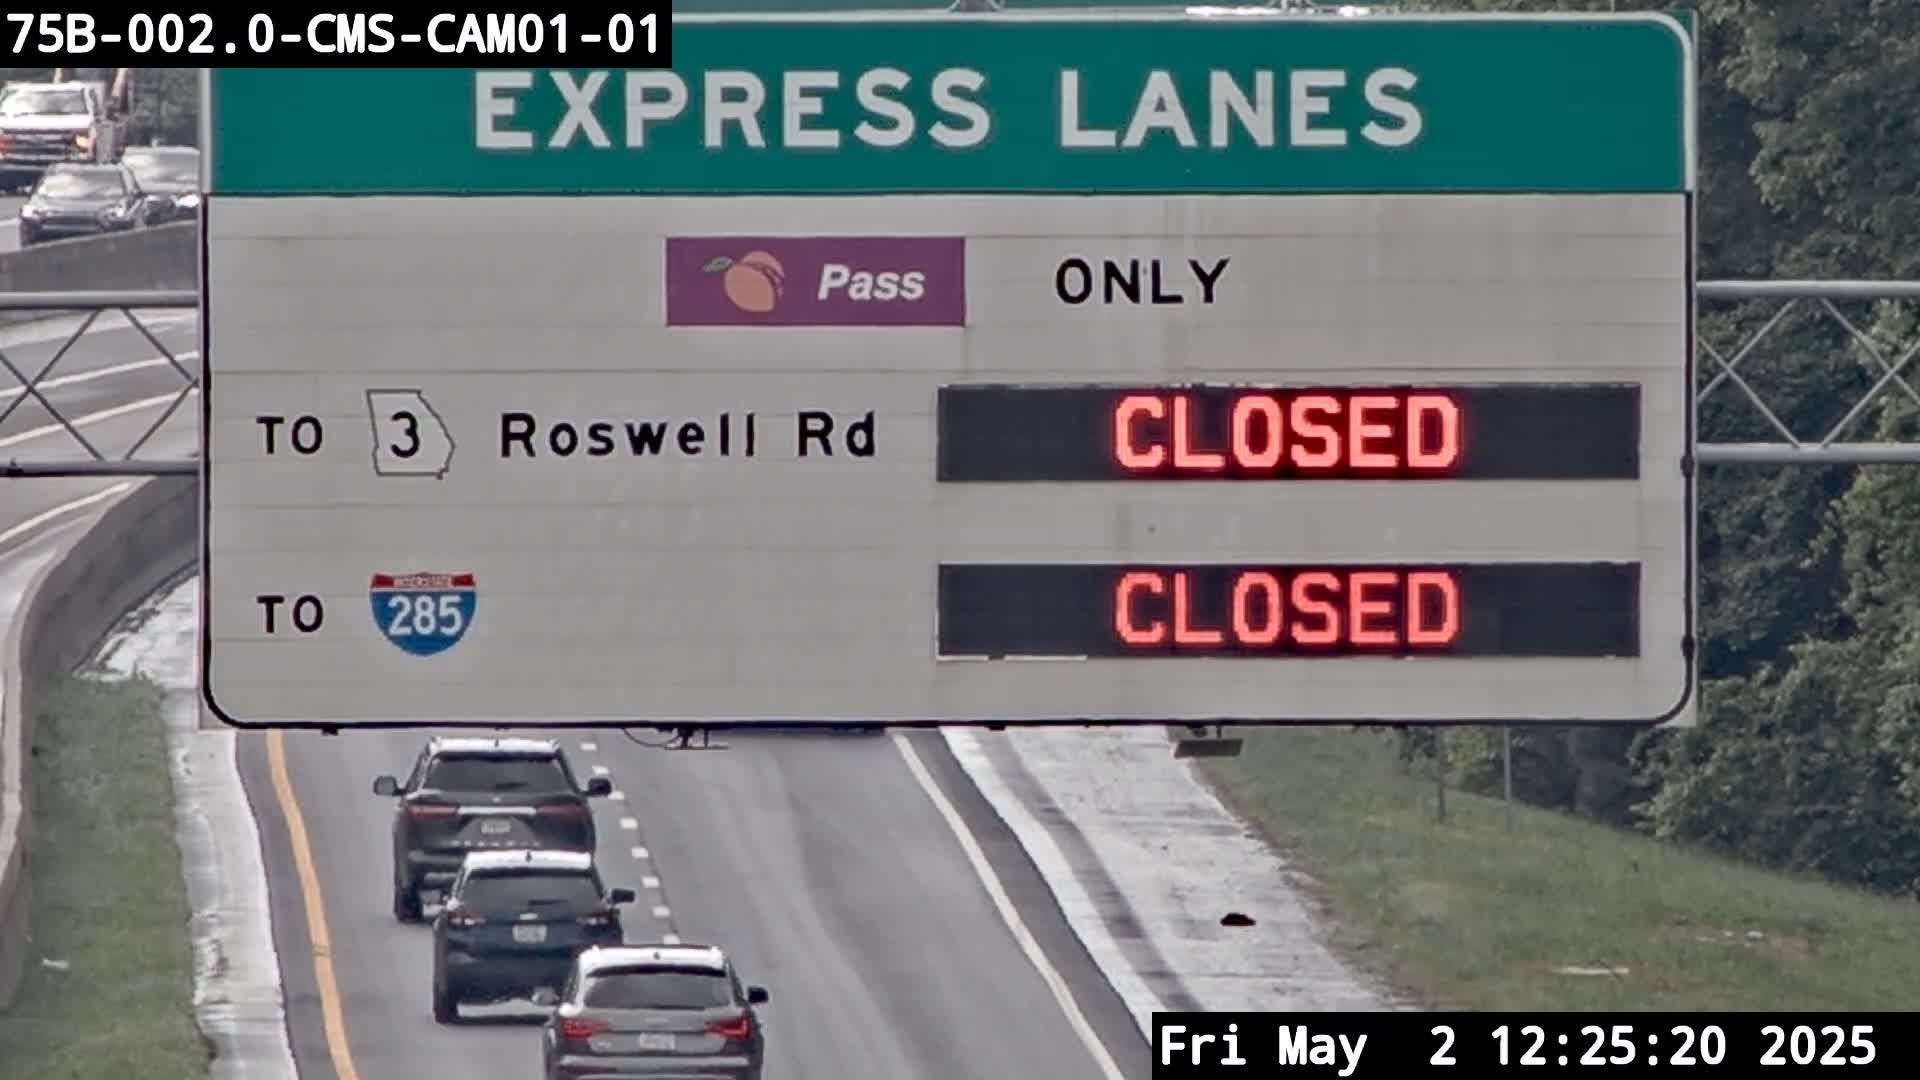 75B-002.0-CMS-CAM01-01
EXPRESS LANES
Pass ONLY
TO 3 Roswell Rd CLOSED
TO 285 CLOSED
Fri May 2 12:25:20 2025